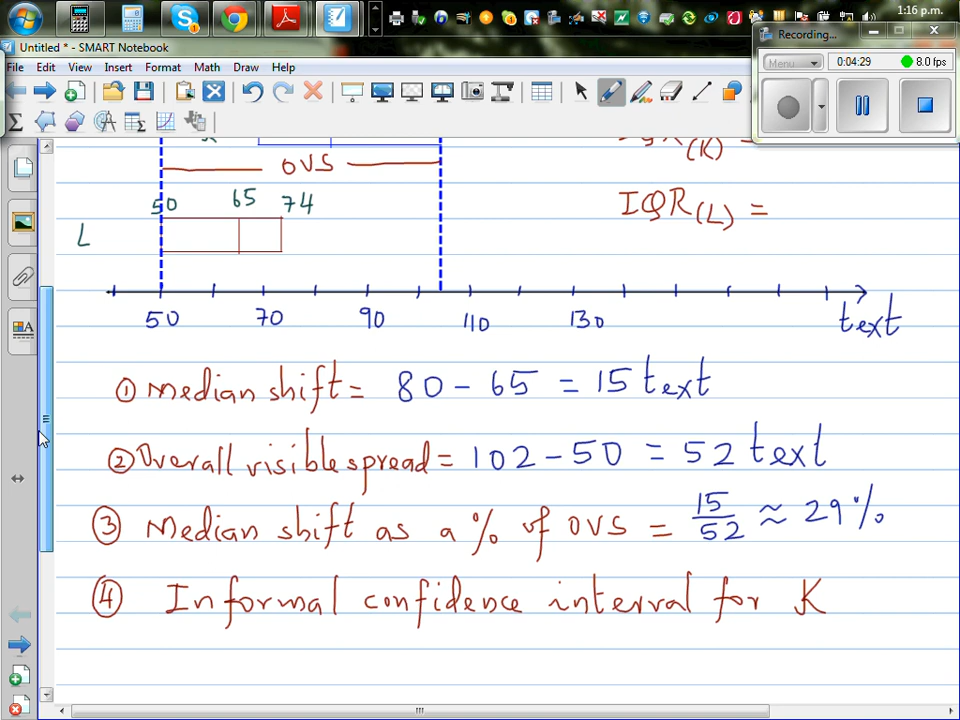 1:16 p.m.
Untitled * - SMART Notebook
Recording...
File Edit View Insert Format Math Draw Help
Menu 0:04:29 8.0 fps
OVS
50 65 74
IQR(L) =
L
50 70 90 110 130 text
① Median shift = 80 - 65 = 15 text
② Overall visible spread = 102 - 50 = 52 text
③ Median shift as a % of OVS = 15/52 ≈ 29%
④ Informal confidence interval for K